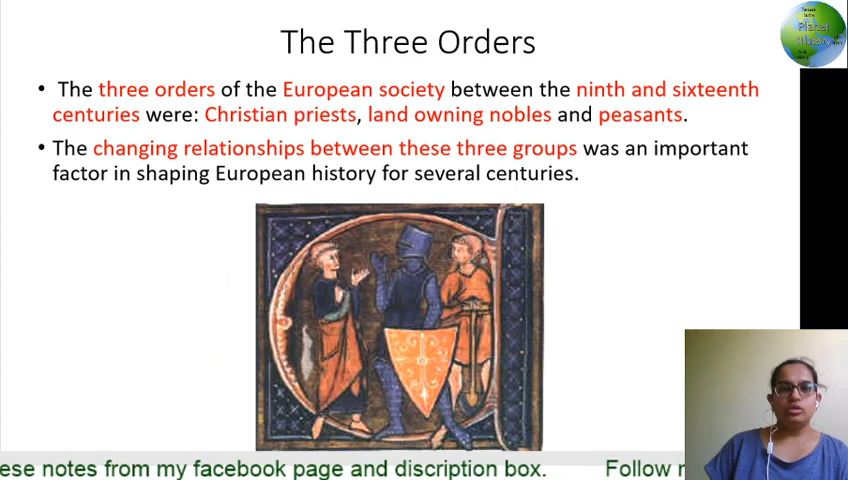 The Three Orders
Planet
History
• The three orders of the European society between the ninth and sixteenth
centuries were: Christian priests, land owning nobles and peasants.
• The changing relationships between these three groups was an important
factor in shaping European history for several centuries.
ese notes from my facebook page and discription box. Follow